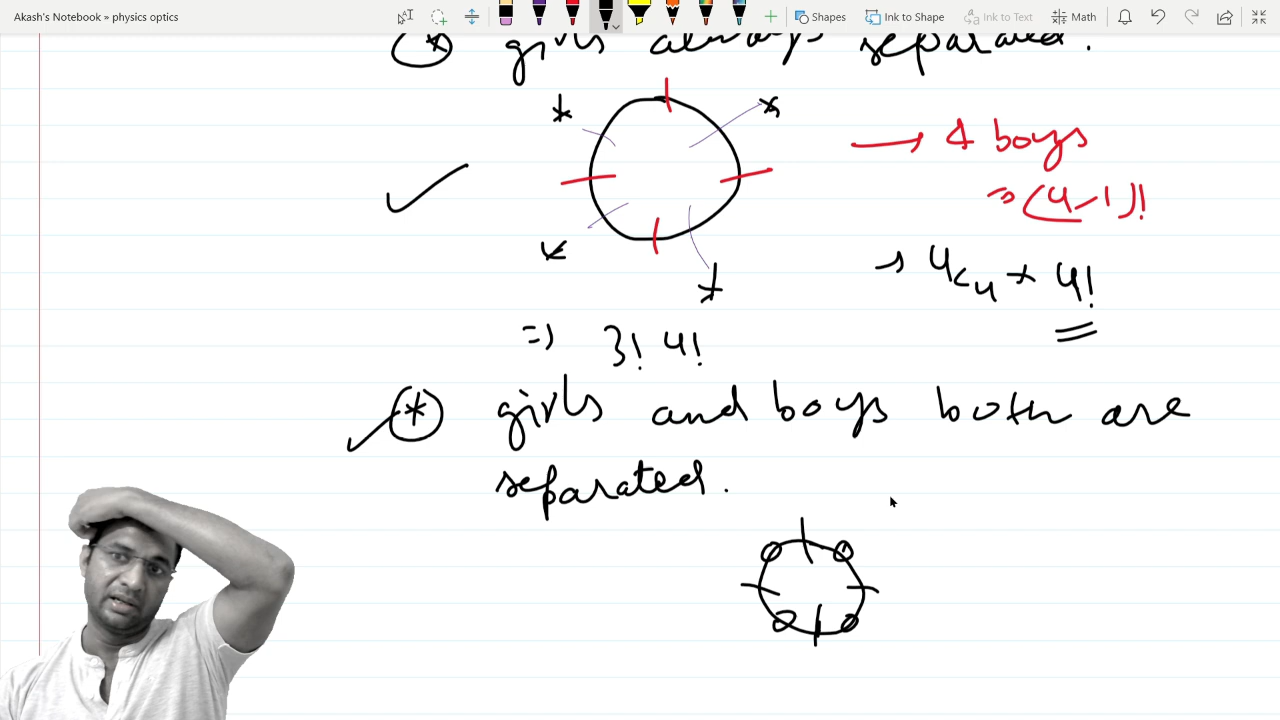 Akash's Notebook » physics optics
Shapes
Ink to Shape
Ink to Text
Math
girls always separated.
→ 4 boys
⇒ (4-1)!
→ 4c4 × 4!
⇒ 3! 4!
* girls and boys both are
separated.